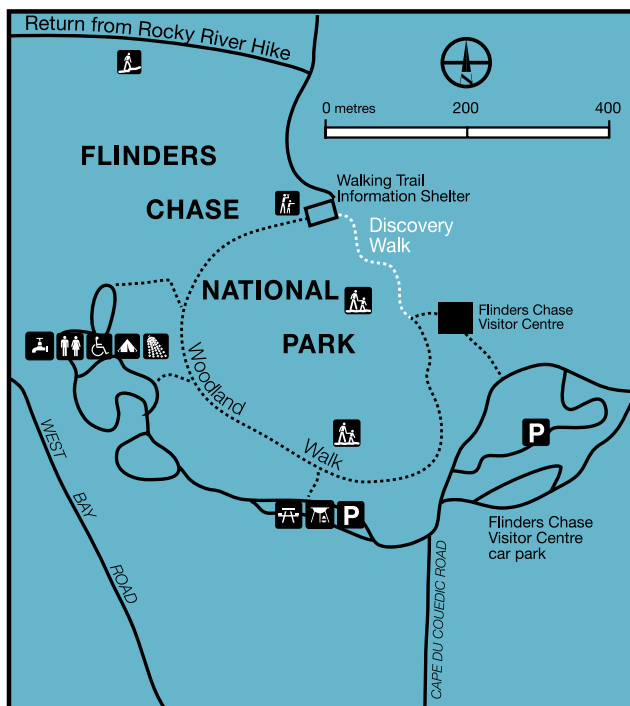 Return from Rocky River Hike
N
0 metres
200
400
FLINDERS
CHASE
NATIONAL
PARK
Walking Trail
Information Shelter
Discovery
Walk
Flinders Chase
Visitor Centre
Woodland
Walk
P
P
WEST
BAY
ROAD
Flinders Chase
Visitor Centre
car park
CAPE DU COUEDIC ROAD